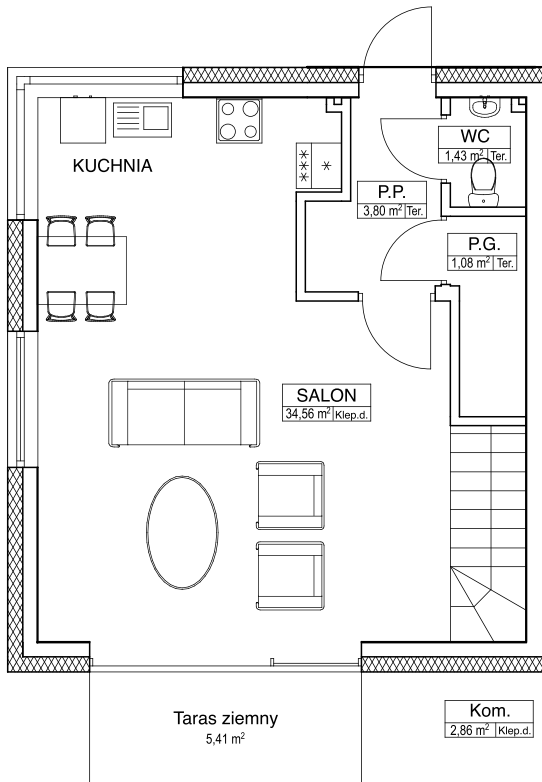 WC
1,43 m² Ter.
KUCHNIA
P.P.
3,80 m² Ter.
P.G.
1,08 m² Ter.
SALON
34,56 m² Klep.d.
Taras ziemny
5,41 m²
Kom.
2,86 m² Klep.d.